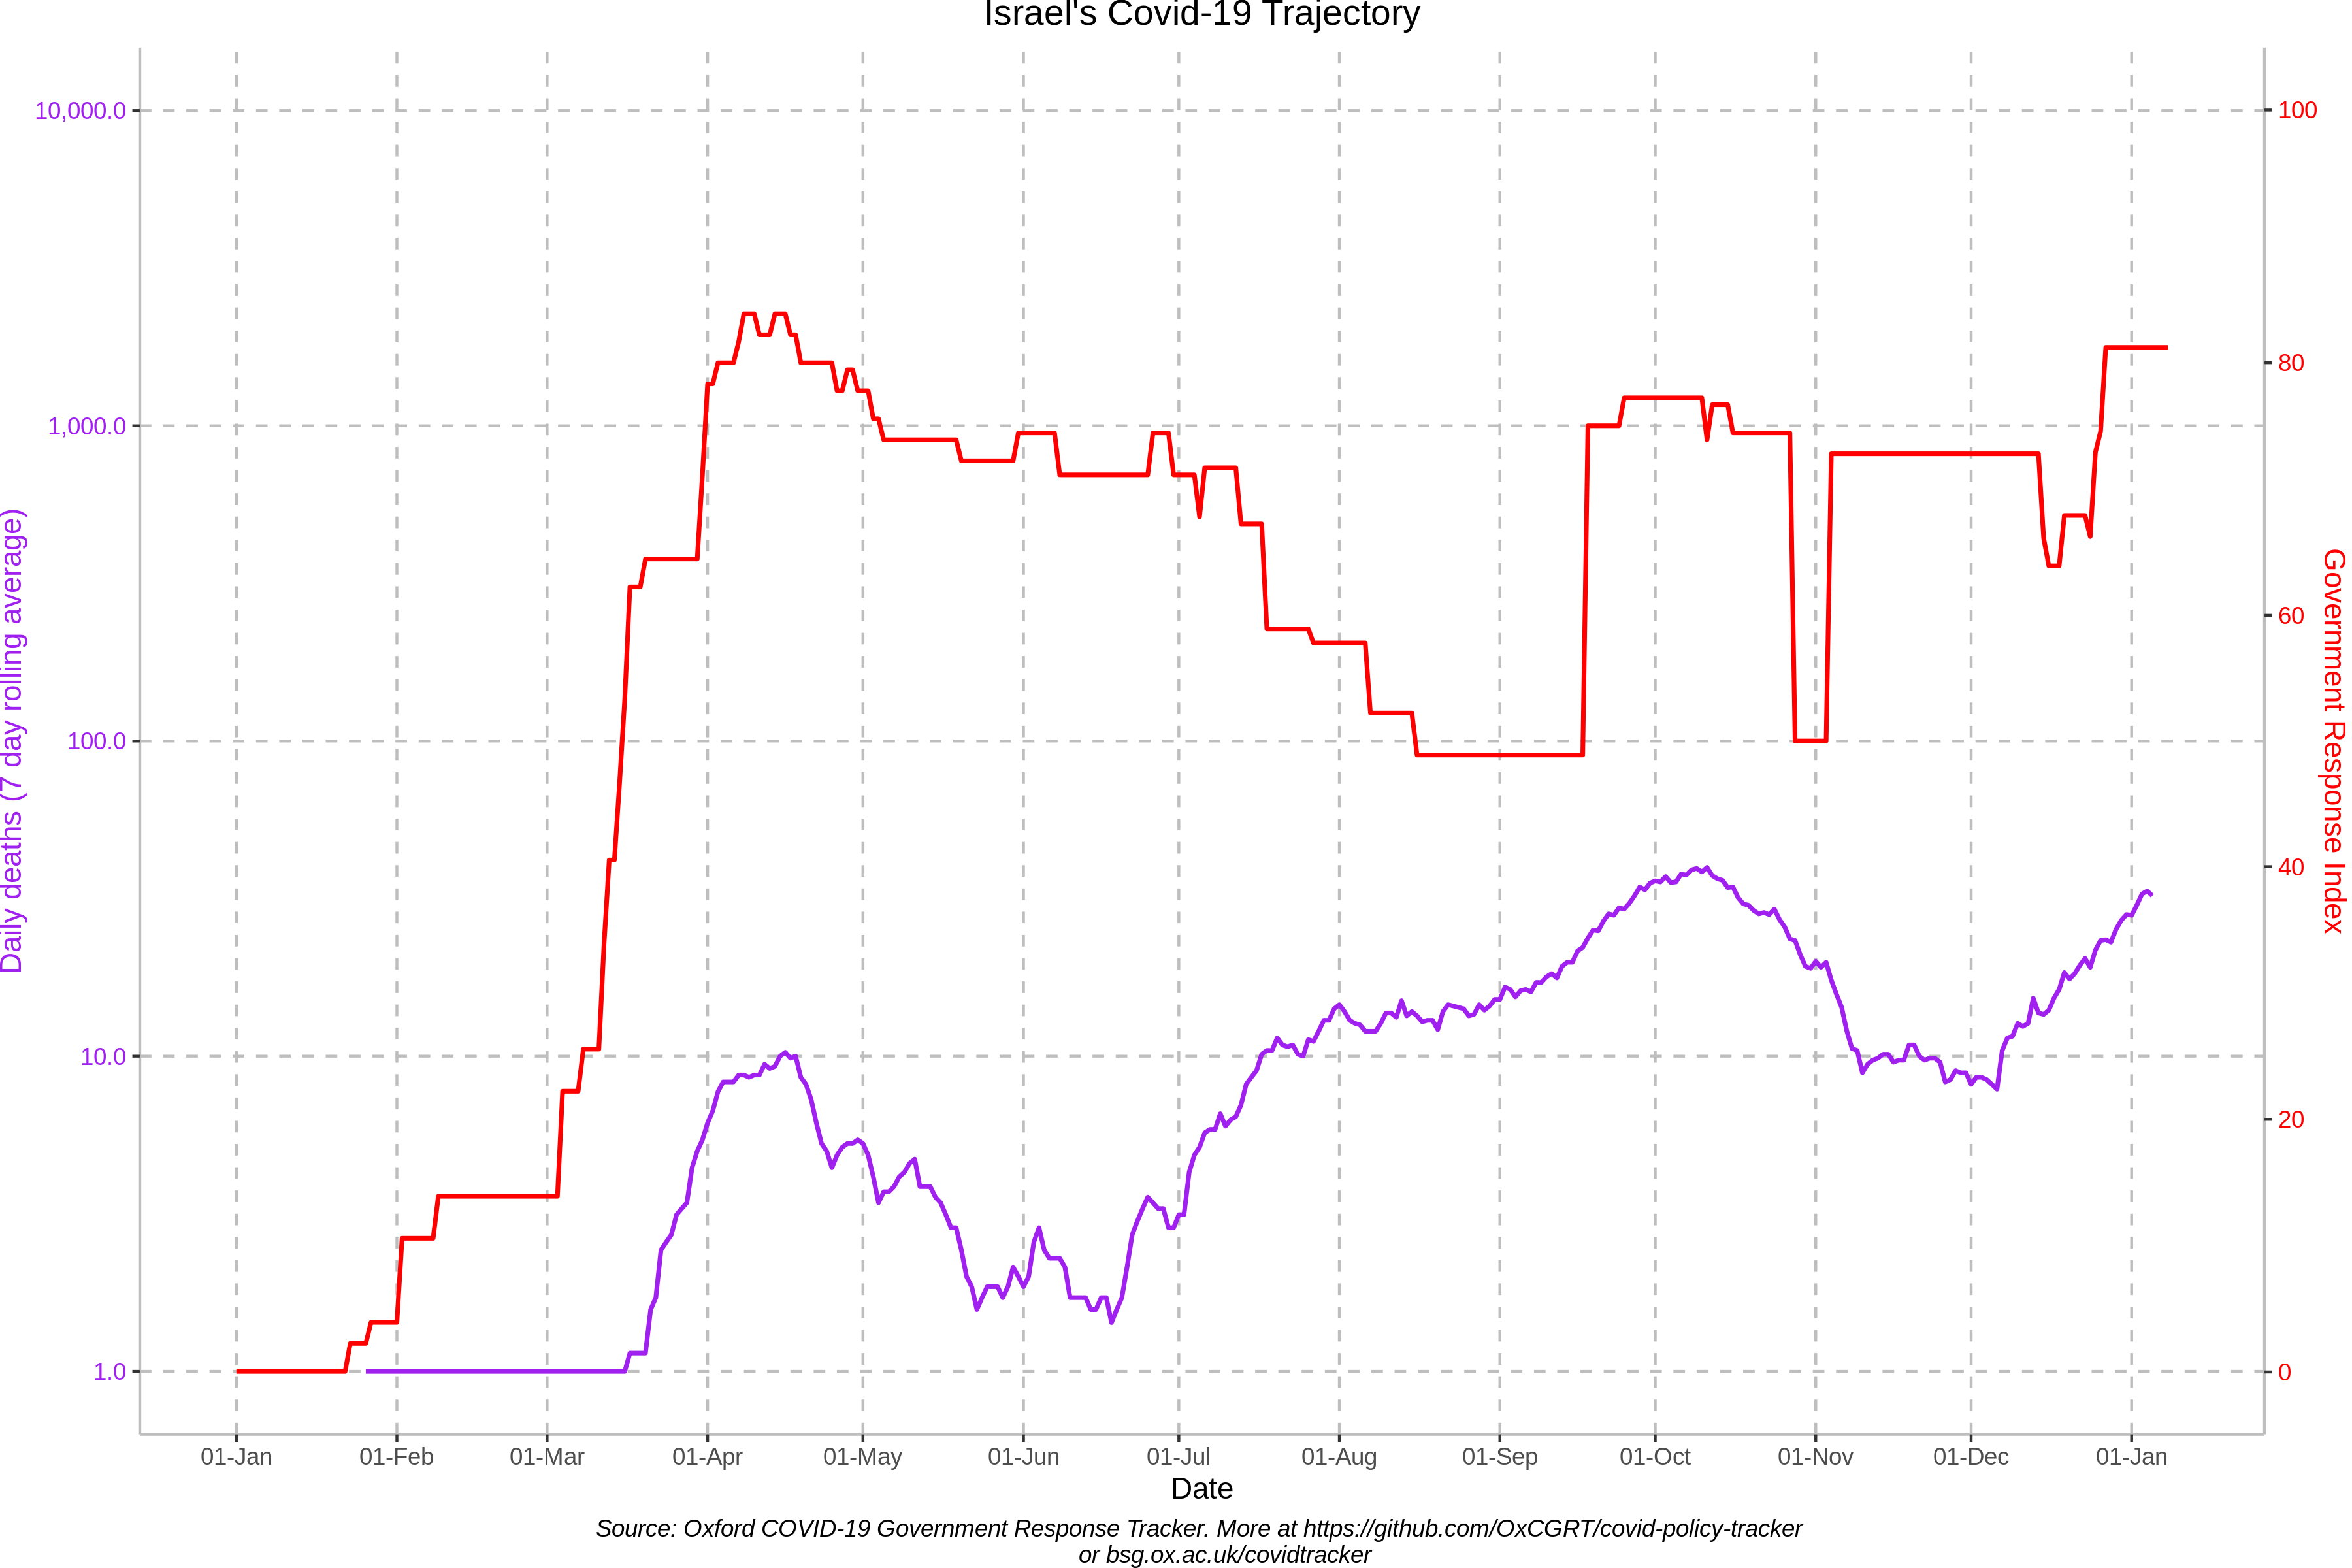 Israel's Covid-19 Trajectory
10,000.0
1,000.0
100.0
10.0
1.0
Daily deaths (7 day rolling average)
100
80
60
40
20
0
Government Response Index
01-Jan
01-Feb
01-Mar
01-Apr
01-May
01-Jun
01-Jul
01-Aug
01-Sep
01-Oct
01-Nov
01-Dec
01-Jan
Date
Source: Oxford COVID-19 Government Response Tracker. More at https://github.com/OxCGRT/covid-policy-tracker
or bsg.ox.ac.uk/covidtracker